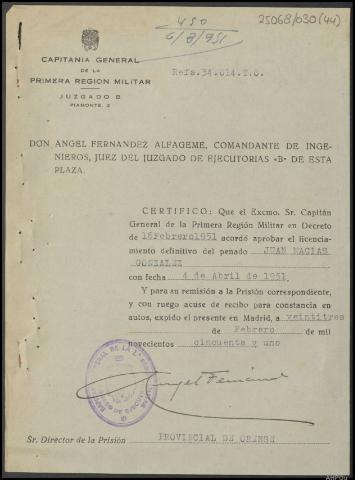 450
6/8/951
25068/030(44)
CAPITANIA GENERAL
DE LA
PRIMERA REGION MILITAR
JUZGADO B
PIAMONTE, 2
Refs.34.014.T.O.
DON ANGEL FERNANDEZ ALFAGEME, COMANDANTE DE INGE-
NIEROS, JUEZ DEL JUZGADO DE EJECUTORIAS «B» DE ESTA
PLAZA.
CERTIFICO: Que el Excmo. Sr. Capitán
General de la Primera Región Militar en Decreto
de 16Febrero1951 acordó aprobar el licencia-
miento definitivo del penado JUAN MACIAS
GONZALEZ
con fecha 4 de Abril de 1951
Y para su remisión a la Prisión correspondiente,
y con ruego acuse de recibo para constancia en
autos, expido el presente en Madrid, a veintitres
de Febrero de mil
novecientos cincuenta y uno
Angel Fernánd
Sr. Director de la Prisión PROVINCIAL DE ORENSE
AHPOu